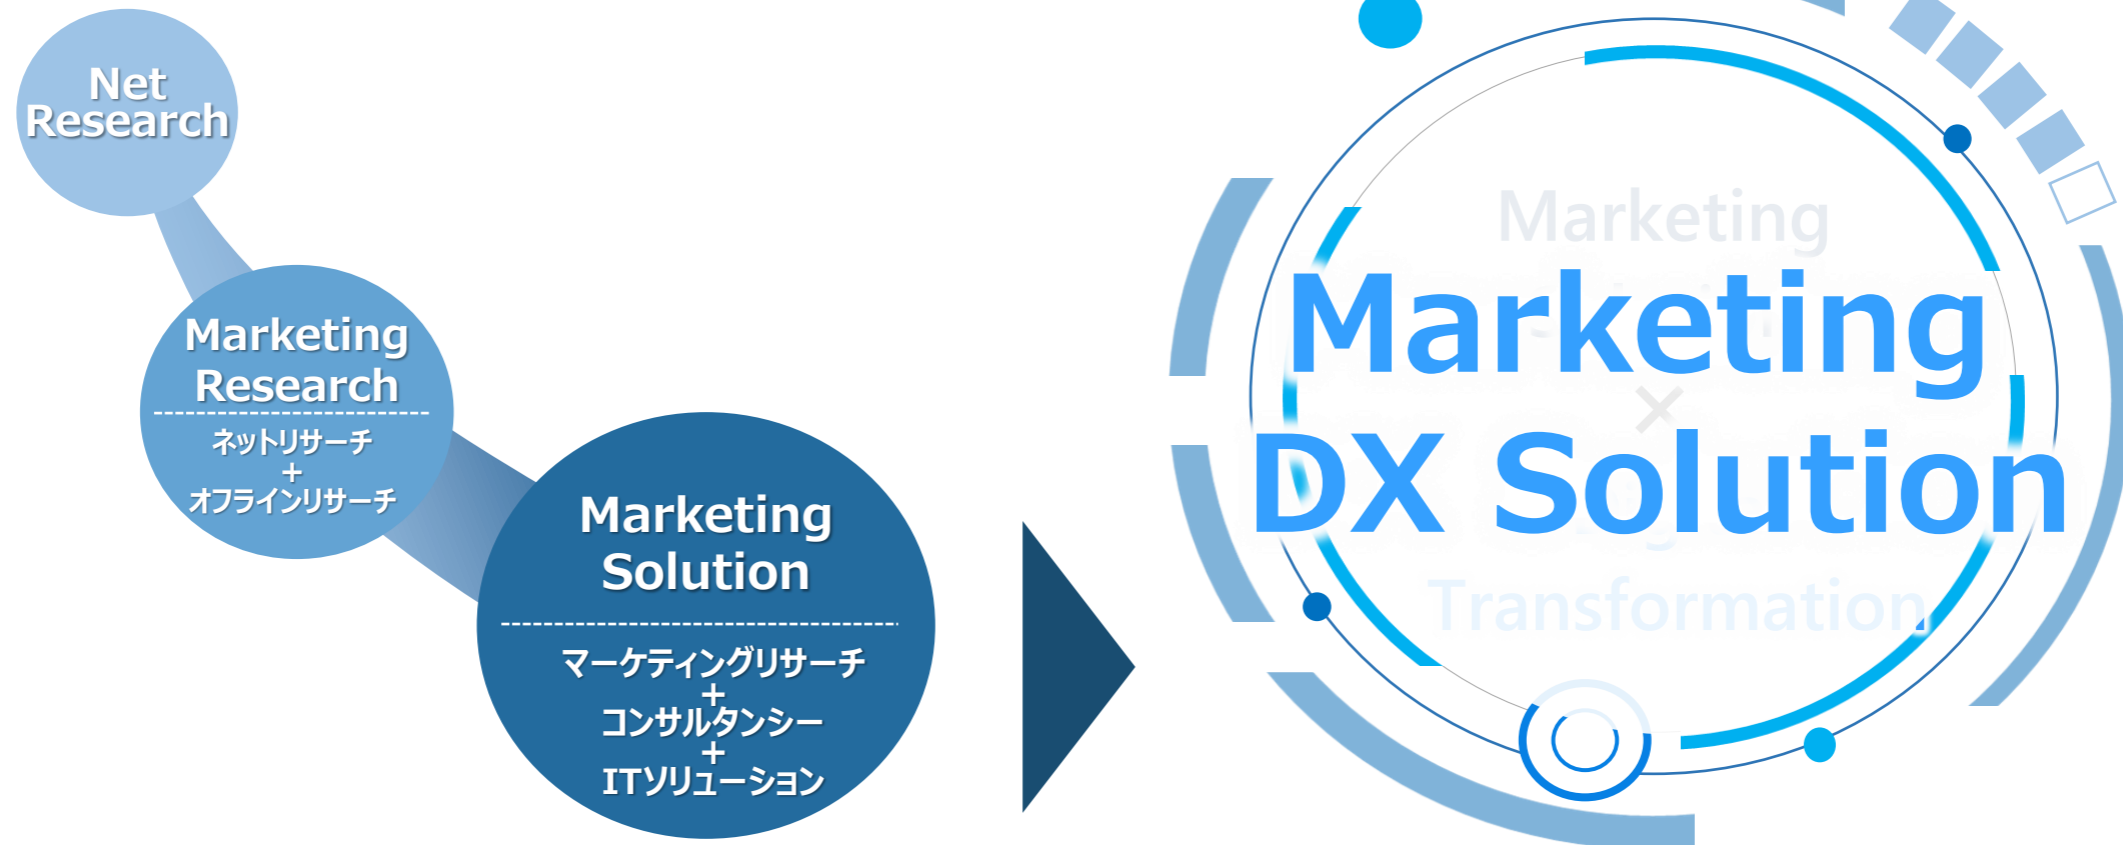 Net
Research
Marketing
Research
ネットリサーチ
+
オフラインリサーチ
Marketing
Solution
マーケティングリサーチ
+
コンサルタンシー
+
ITソリューション
Marketing
Marketing
×
DX Solution
Transformation